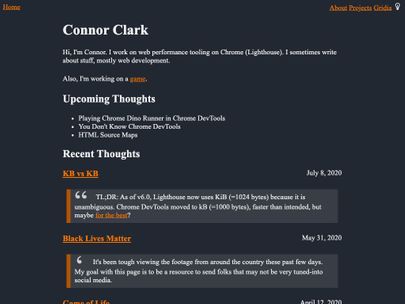 Home About Projects Gridia
Connor Clark
Hi, I'm Connor. I work on web performance tooling on Chrome (Lighthouse). I sometimes write
about stuff, mostly web development.
Also, I'm working on a game.
Upcoming Thoughts
• Playing Chrome Dino Runner in Chrome DevTools
• You Don't Know Chrome DevTools
• HTML Source Maps
Recent Thoughts
KB vs KB July 8, 2020
“ TL;DR: As of v6.0, Lighthouse now uses KiB (=1024 bytes) because it is
unambiguous. Chrome DevTools moved to kB (=1000 bytes), faster than intended, but
maybe for the best?
Black Lives Matter May 31, 2020
“ It's been tough viewing the footage from around the country these past few days.
My goal with this page is to be a resource to send folks that may not be very tuned-into
social media.
Game of Life April 12, 2020